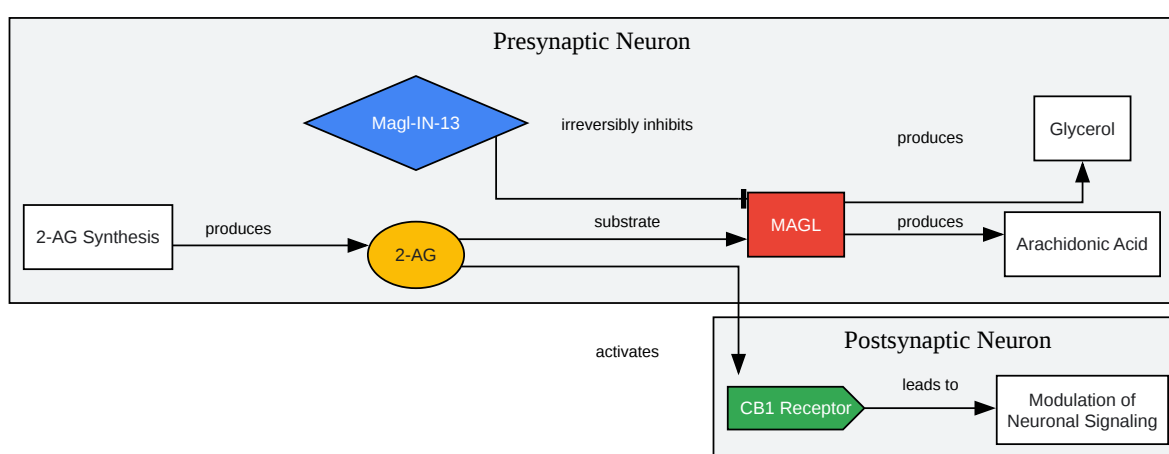 Presynaptic Neuron
Magl-IN-13
irreversibly inhibits
produces
Glycerol
2-AG Synthesis
produces
2-AG
substrate
MAGL
produces
Arachidonic Acid
activates
Postsynaptic Neuron
CB1 Receptor
leads to
Modulation of
Neuronal Signaling